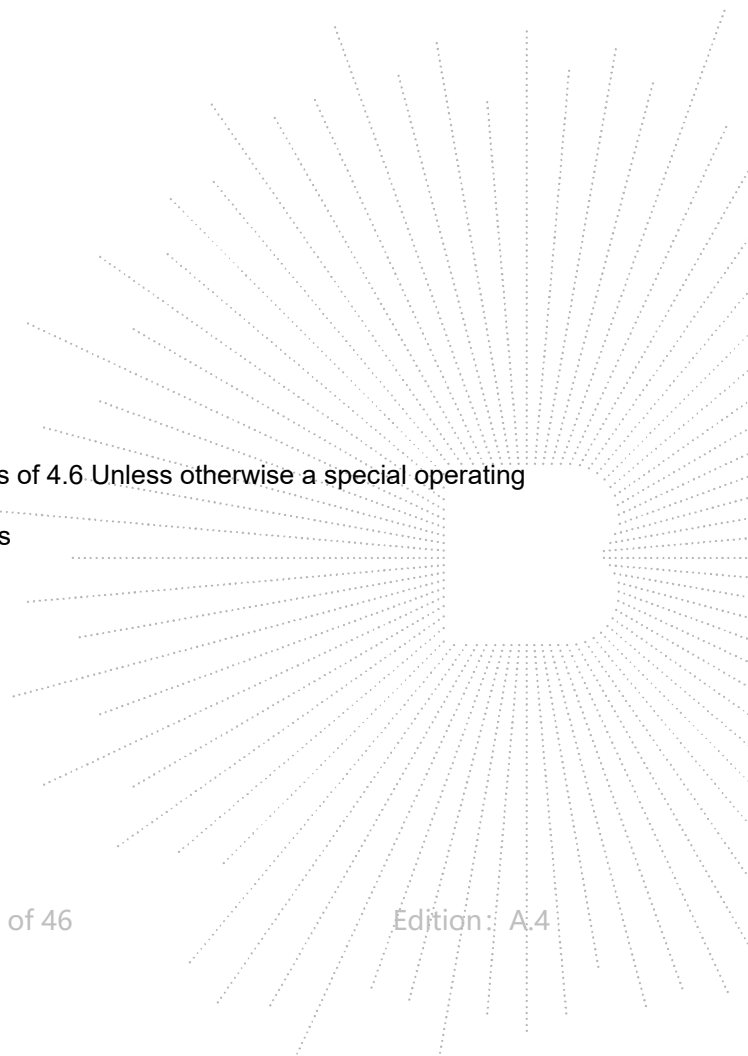 s of 4.6 Unless otherwise a special operating
s
of 46 Edition: A.4